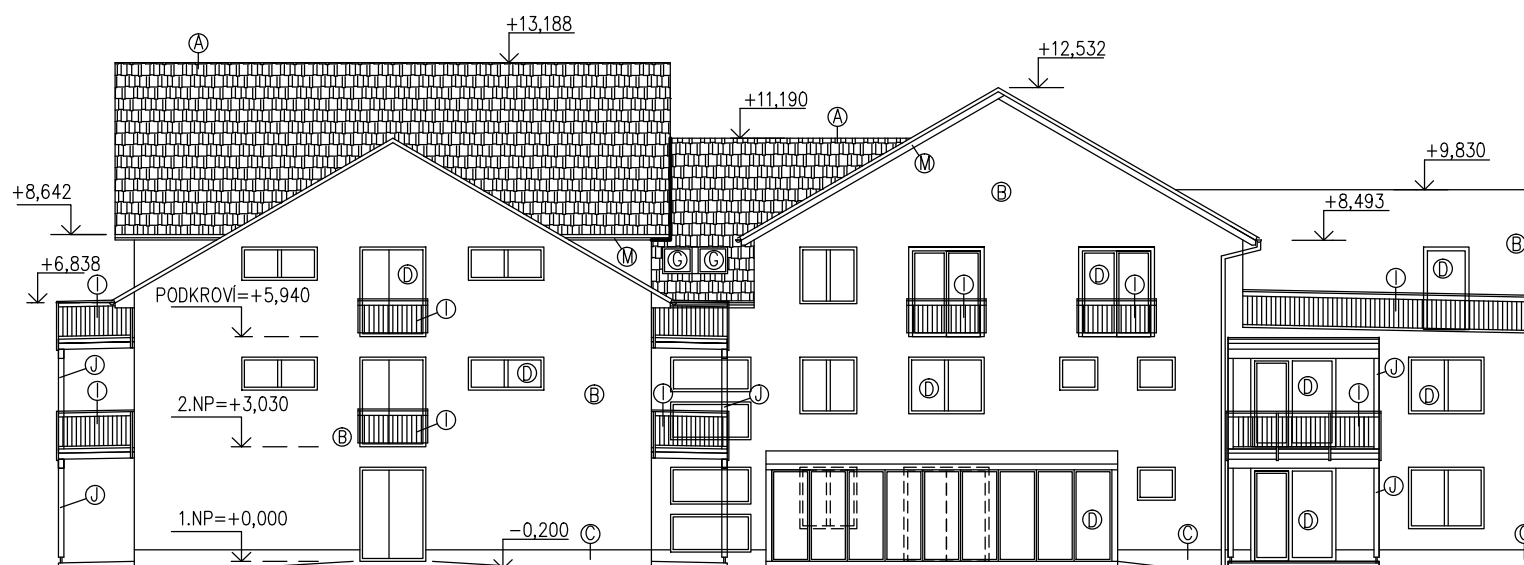 +13,188
A
+12,532
+11,190
A
M
+9,830
B
+8,642
+8,493
B
M
G
G
D
D
D
+6,838
I
PODKROVÍ=+5,940
I
I
I
I
J
D
D
J
D
J
I
B
I
D
I
2.NP=+3,030
I
B
J
J
D
D
1.NP=+0,000
-0,200
C
C
C